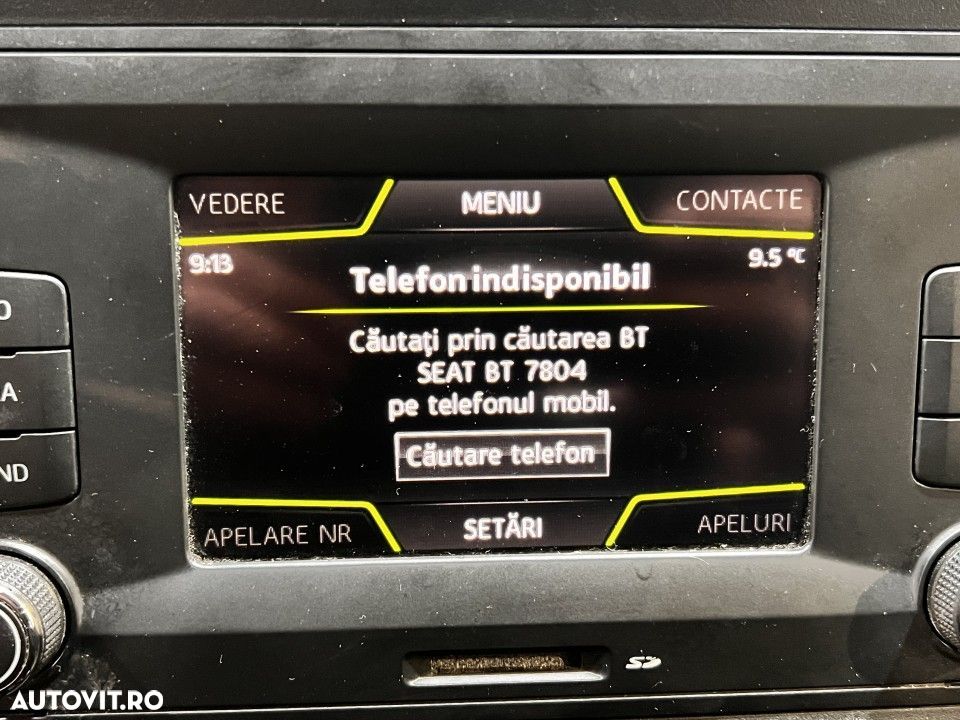 VEDERE MENIU CONTACTE
9:13 9.5 °C
Telefon indisponibil
Căutați prin căutarea BT
SEAT BT 7804
pe telefonul mobil.
Căutare telefon
APELARE NR SETĂRI APELURI
A
ND
SD
AUTOVIT.RO